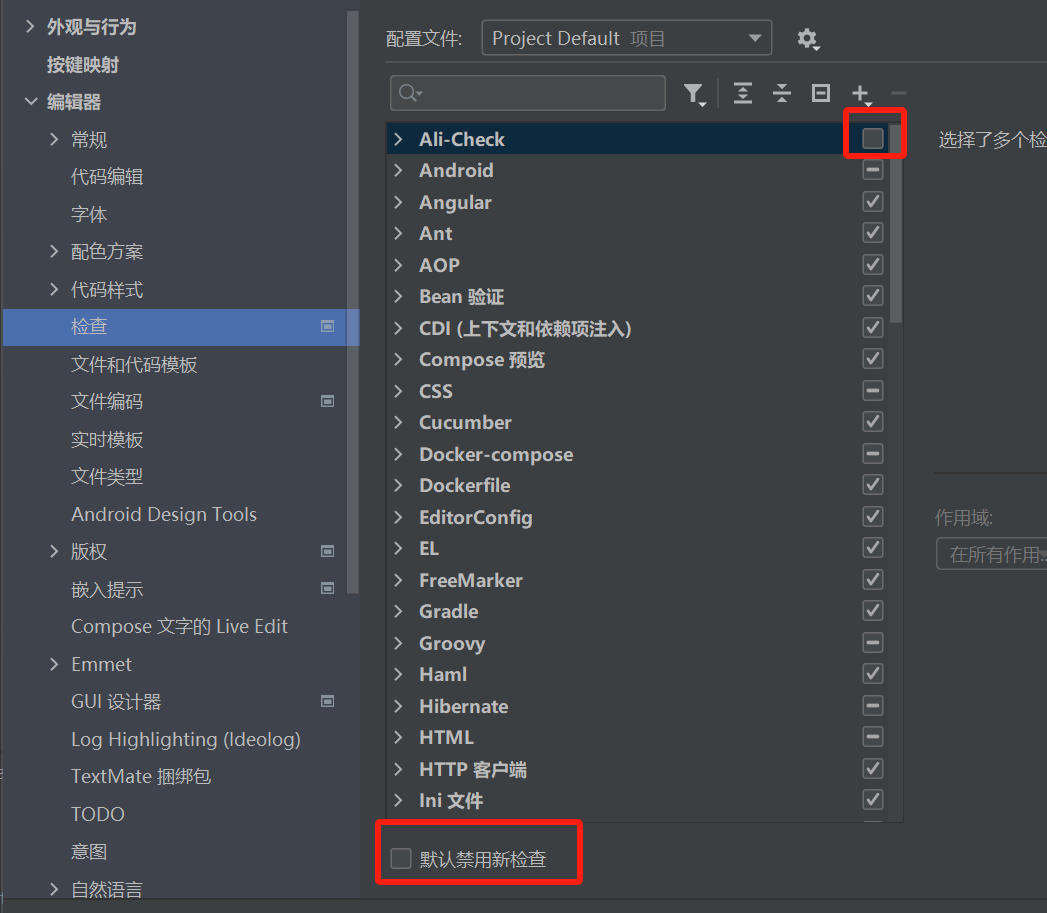 外观与行为
按键映射
编辑器
常规
代码编辑
字体
配色方案
代码样式
检查
文件和代码模板
文件编码
实时模板
文件类型
Android Design Tools
版权
嵌入提示
Compose 文字的 Live Edit
Emmet
GUI 设计器
Log Highlighting (Ideolog)
TextMate 捆绑包
TODO
意图
自然语言
配置文件: Project Default 项目
Ali-Check
Android
Angular
Ant
AOP
Bean 验证
CDI (上下文和依赖项注入)
Compose 预览
CSS
Cucumber
Docker-compose
Dockerfile
EditorConfig
EL
FreeMarker
Gradle
Groovy
Haml
Hibernate
HTML
HTTP 客户端
Ini 文件
默认禁用新检查
选择了多个检
作用域:
在所有作用...